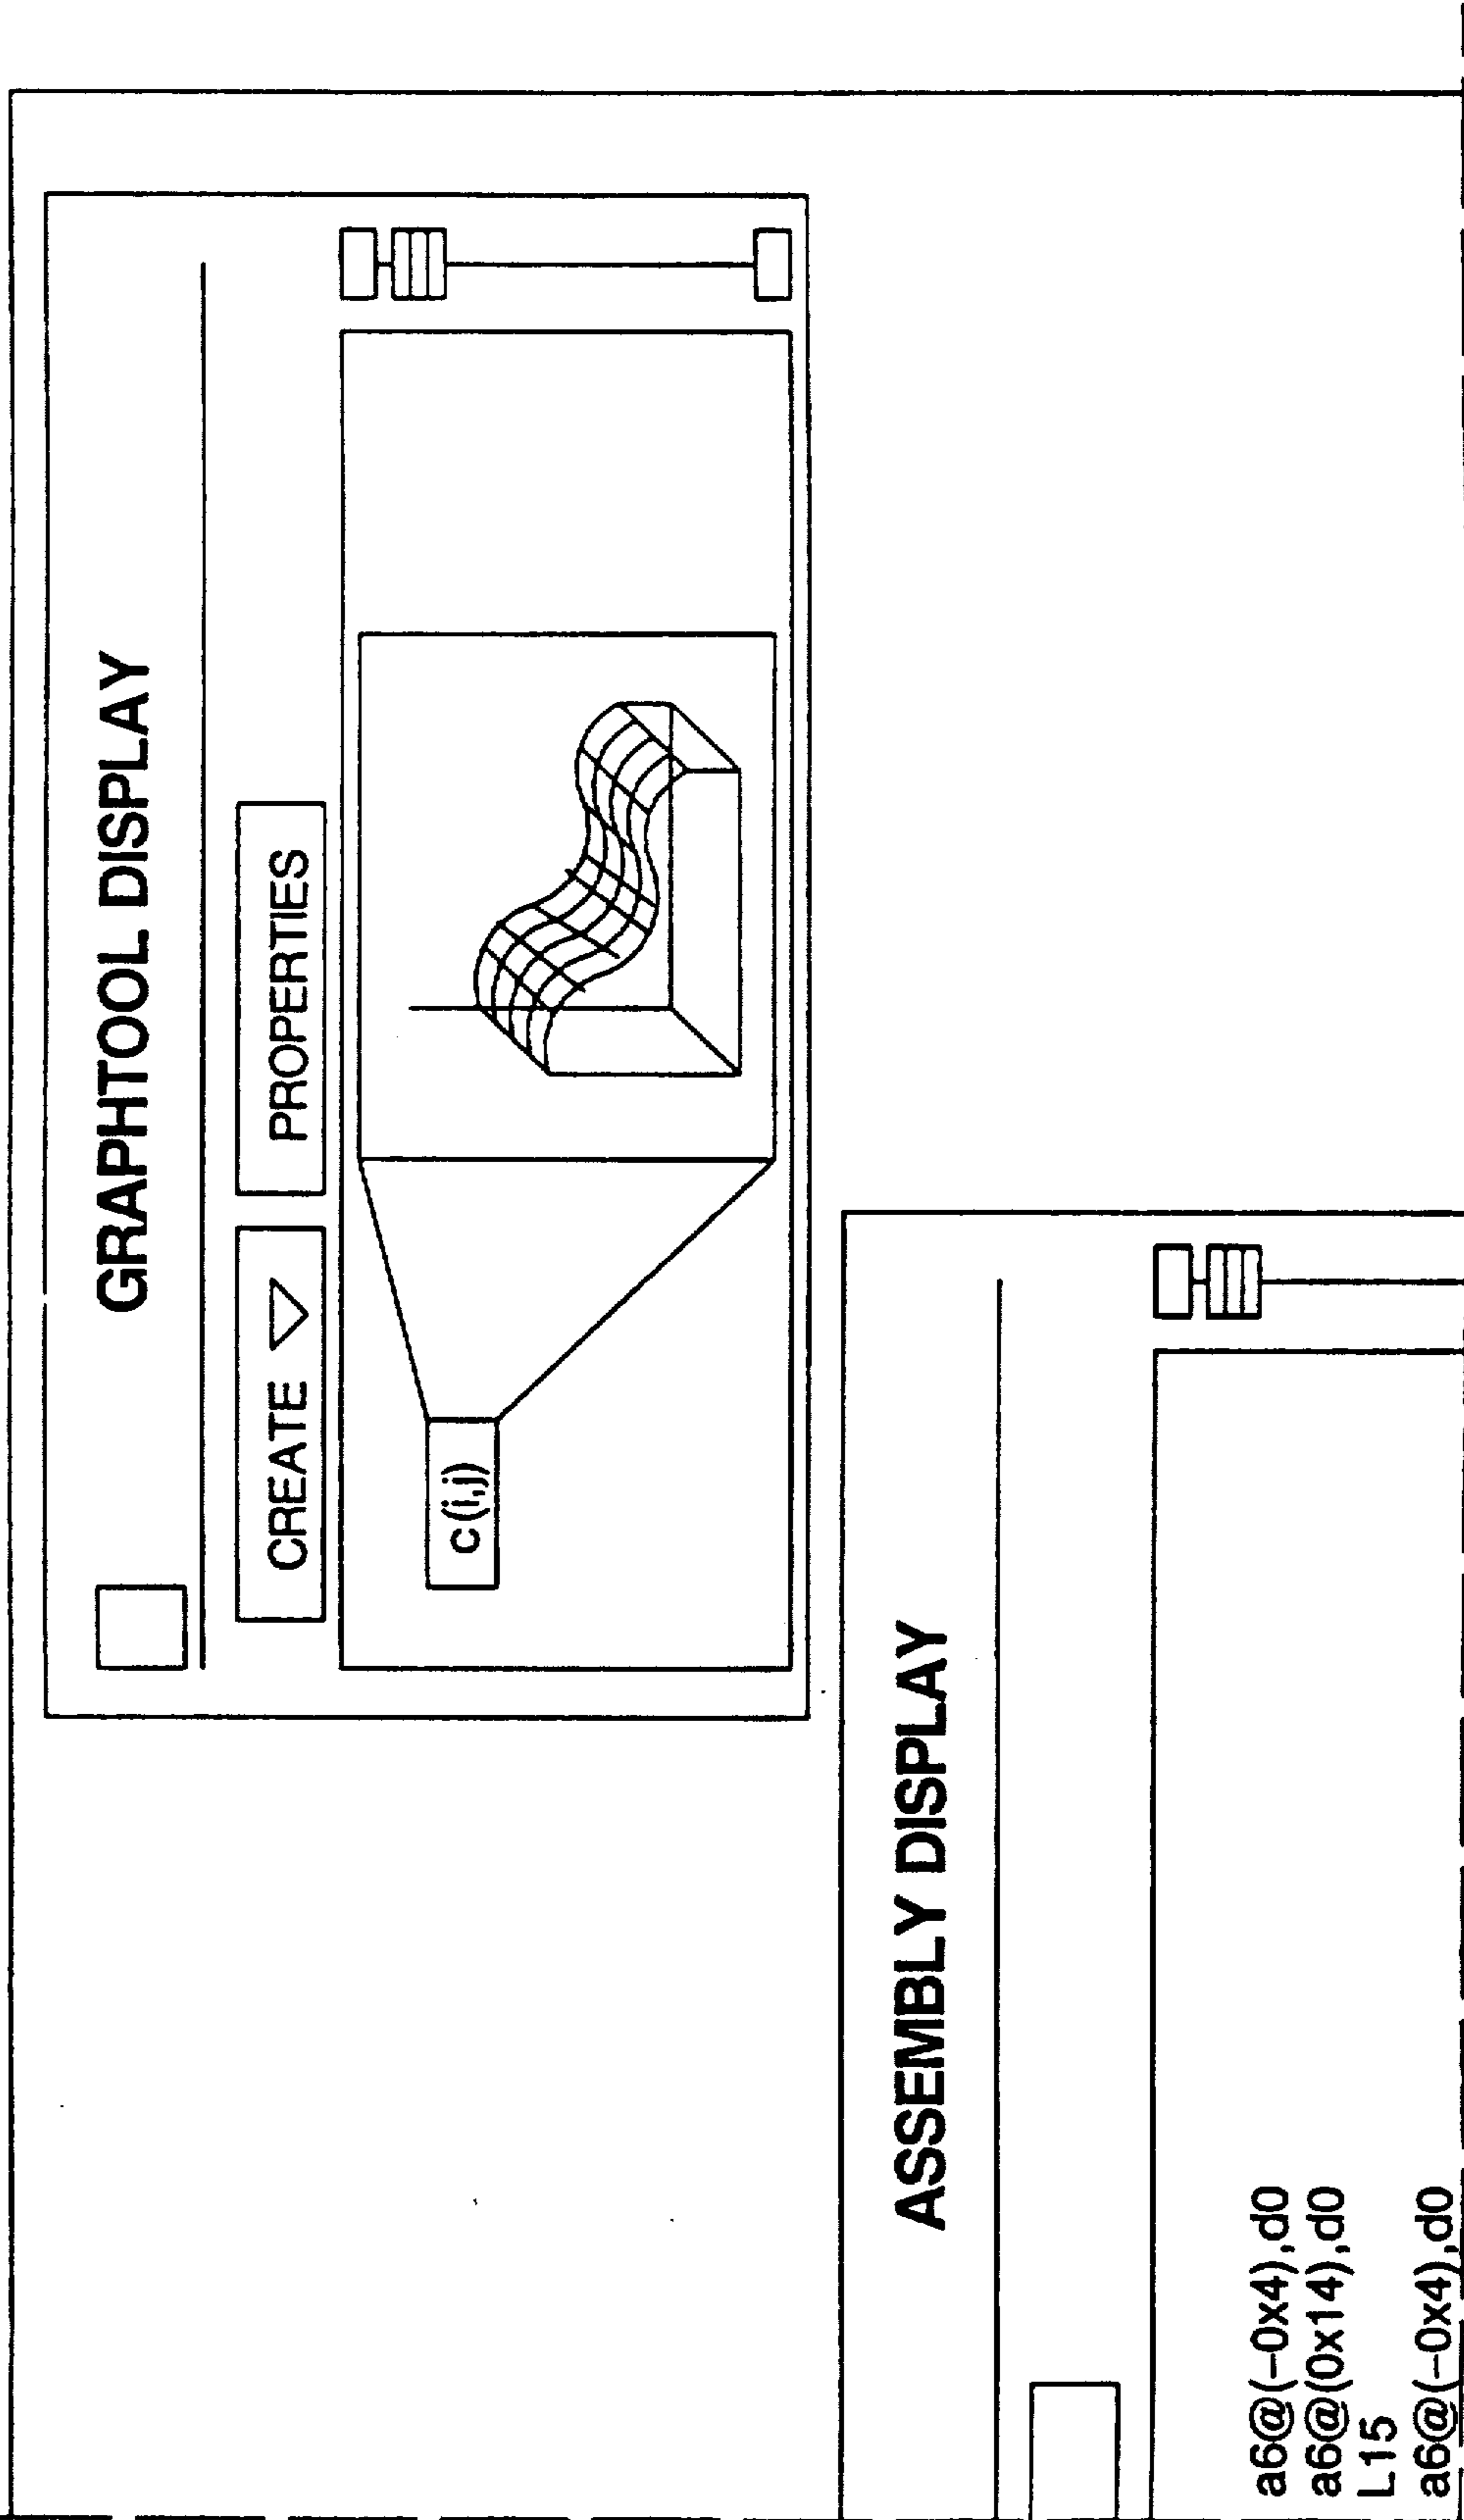 GRAPHTOOL DISPLAY
CREATE PROPERTIES
c(i,j)
ASSEMBLY DISPLAY
a6@(–0x4),d0
a6@(0x14),d0
L15
a6@(–0x4),d0